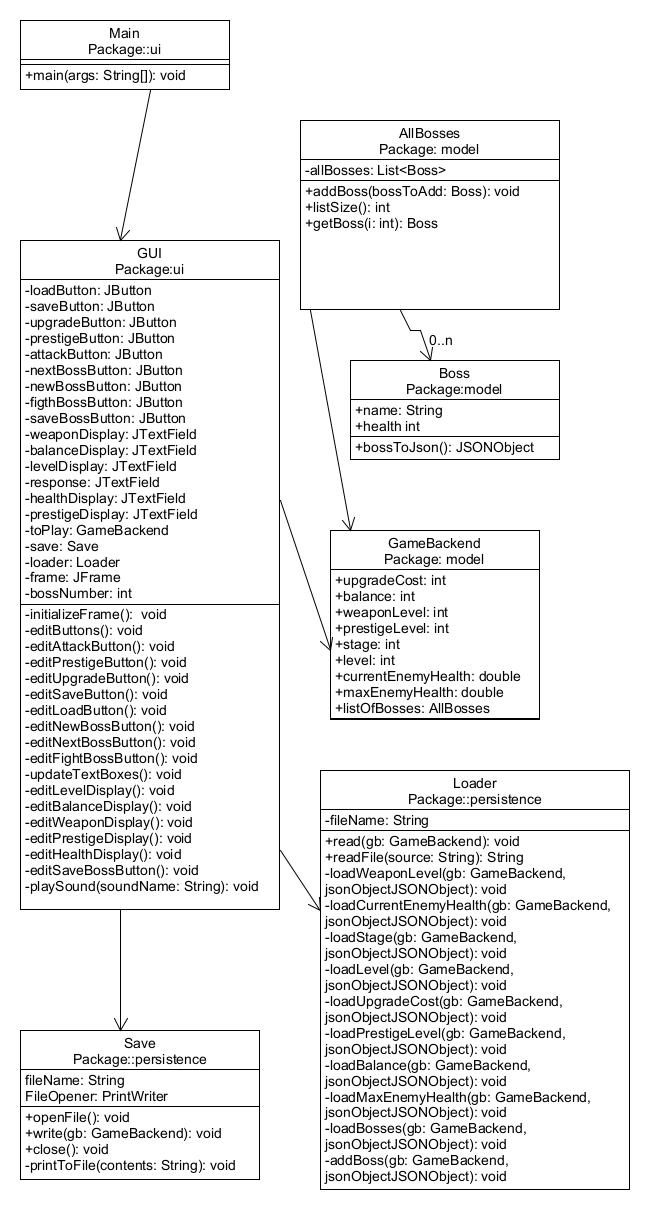 Main
Package::ui
+main(args: String[]): void
AllBosses
Package: model
-allBosses: List<Boss>
+addBoss(bossToAdd: Boss): void
+listSize(): int
+getBoss(i: int): Boss
GUI
Package:ui
-loadButton: JButton
-saveButton: JButton
-upgradeButton: JButton
-prestigeButton: JButton
-attackButton: JButton
-nextBossButton: JButton
-newBossButton: JButton
-figthBossButton: JButton
-saveBossButton: JButton
-weaponDisplay: JTextField
-balanceDisplay: JTextField
-levelDisplay: JTextField
-response: JTextField
-healthDisplay: JTextField
-prestigeDisplay: JTextField
-toPlay: GameBackend
-save: Save
-loader: Loader
-frame: JFrame
-bossNumber: int
-initializeFrame():  void
-editButtons(): void
-editAttackButton(): void
-editPrestigeButton(): void
-editUpgradeButton(): void
-editSaveButton(): void
-editLoadButton(): void
-editNewBossButton(): void
-editNextBossButton(): void
-editFightBossButton(): void
-updateTextBoxes(): void
-editLevelDisplay(): void
-editBalanceDisplay(): void
-editWeaponDisplay(): void
-editPrestigeDisplay(): void
-editHealthDisplay(): void
-editSaveBossButton(): void
-playSound(soundName: String): void
0..n
Boss
Package:model
+name: String
+health int
+bossToJson(): JSONObject
GameBackend
Package: model
+upgradeCost: int
+balance: int
+weaponLevel: int
+prestigeLevel: int
+stage: int
+level: int
+currentEnemyHealth: double
+maxEnemyHealth: double
+listOfBosses: AllBosses
Loader
Package::persistence
-fileName: String
+read(gb: GameBackend): void
+readFile(source: String): String
-loadWeaponLevel(gb: GameBackend,
jsonObjectJSONObject): void
-loadCurrentEnemyHealth(gb: GameBackend,
jsonObjectJSONObject): void
-loadStage(gb: GameBackend,
jsonObjectJSONObject): void
-loadLevel(gb: GameBackend,
jsonObjectJSONObject): void
-loadUpgradeCost(gb: GameBackend,
jsonObjectJSONObject): void
-loadPrestigeLevel(gb: GameBackend,
jsonObjectJSONObject): void
-loadBalance(gb: GameBackend,
jsonObjectJSONObject): void
-loadMaxEnemyHealth(gb: GameBackend,
jsonObjectJSONObject): void
-loadBosses(gb: GameBackend,
jsonObjectJSONObject): void
-addBoss(gb: GameBackend,
jsonObjectJSONObject): void
Save
Package::persistence
fileName: String
FileOpener: PrintWriter
+openFile(): void
+write(gb: GameBackend): void
+close(): void
-printToFile(contents: String): void